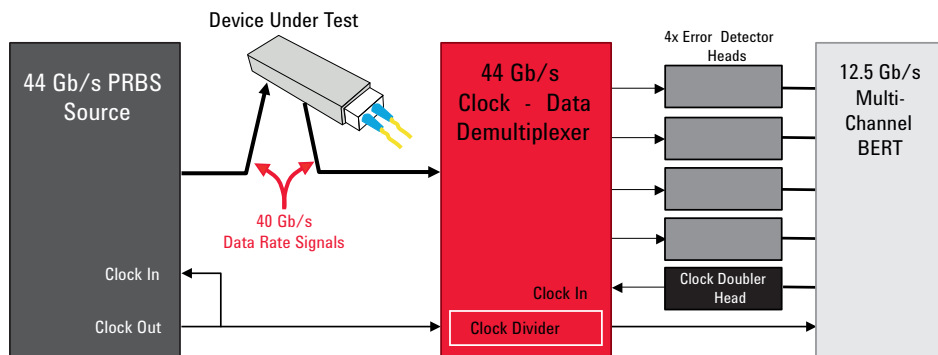 Device Under Test
4x Error Detector
Heads
44 Gb/s PRBS
Source
44 Gb/s
Clock - Data
Demultiplexer
12.5 Gb/s
Multi-
Channel
BERT
40 Gb/s
Data Rate Signals
Clock In
Clock Out
Clock In
Clock Divider
Clock Doubler
Head